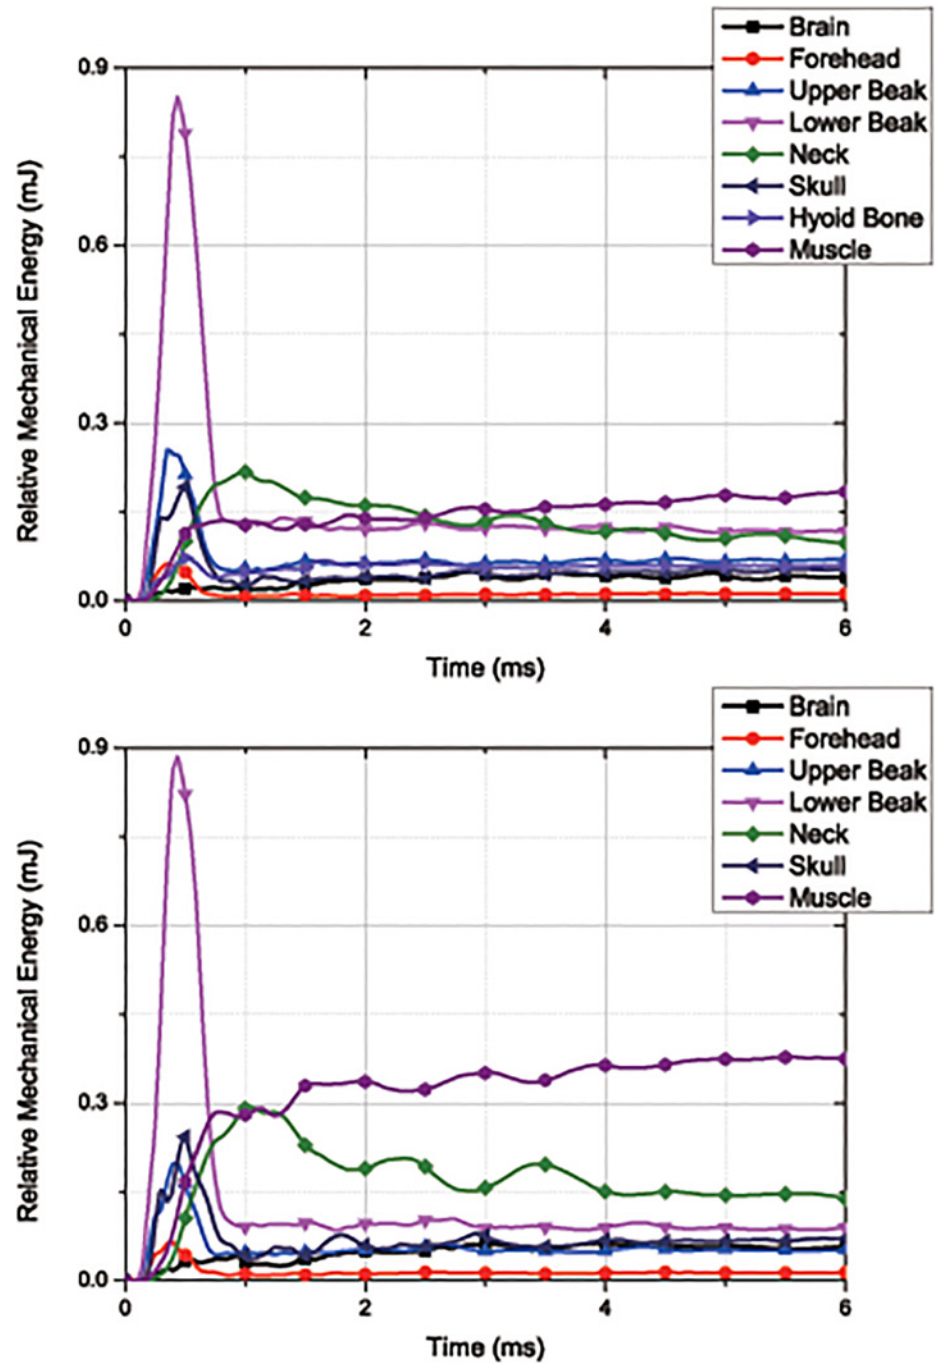 Brain
Forehead
Upper Beak
Lower Beak
Neck
Skull
Hyoid Bone
Muscle
0.9
0.6
0.3
0.0
Relative Mechanical Energy (mJ)
0 2 4 6
Time (ms)
Brain
Forehead
Upper Beak
Lower Beak
Neck
Skull
Muscle
0.9
0.6
0.3
0.0
Relative Mechanical Energy (mJ)
0 2 4 6
Time (ms)